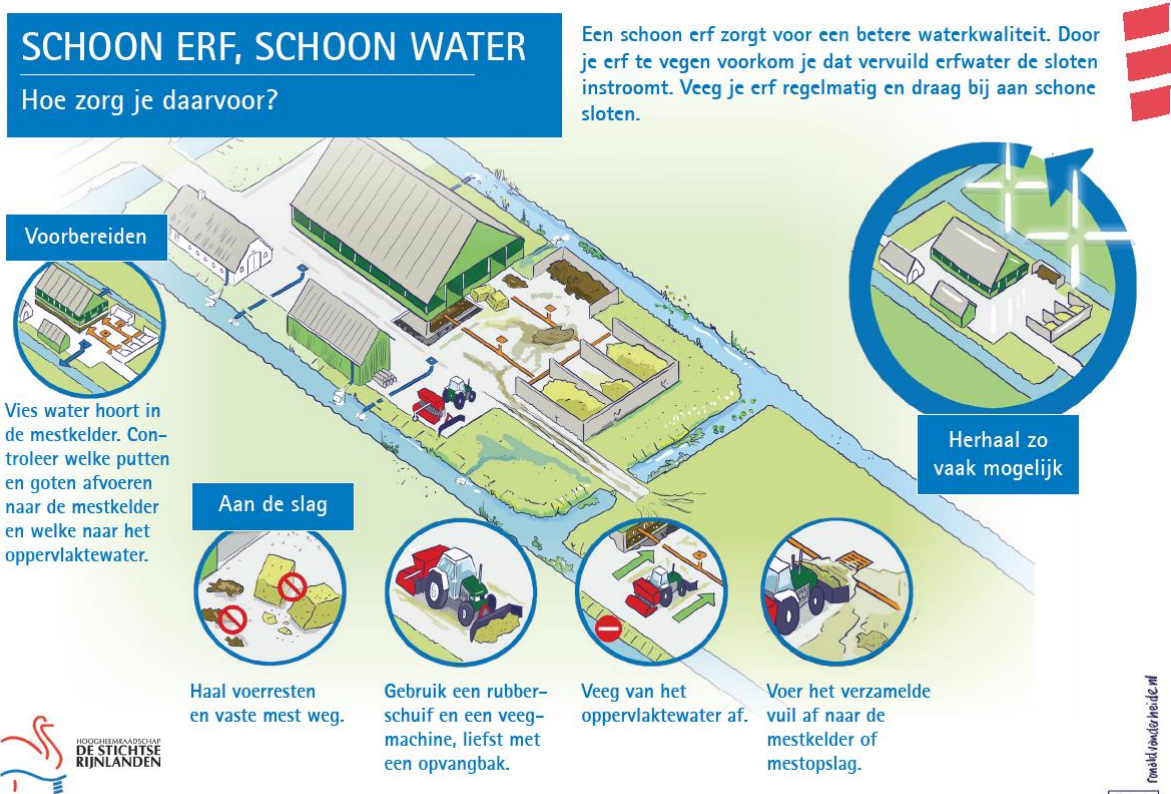 SCHOON ERF, SCHOON WATER
Hoe zorg je daarvoor?
Een schoon erf zorgt voor een betere waterkwaliteit. Door
je erf te vegen voorkom je dat vervuild erfwater de sloten
instroomt. Veeg je erf regelmatig en draag bij aan schone
sloten.
Voorbereiden
Vies water hoort in
de mestkelder. Con-
troleer welke putten
en goten afvoeren
naar de mestkelder
en welke naar het
oppervlaktewater.
Herhaal zo
vaak mogelijk
Aan de slag
Haal voerresten
en vaste mest weg.
Gebruik een rubber-
schuif en een veeg-
machine, liefst met
een opvangbak.
Veeg van het
oppervlaktewater af.
Voer het verzamelde
vuil af naar de
mestkelder of
mestopslag.
HOOGHEEMRAADSCHAP
DE STICHTSE
RIJNLANDEN
ronaldvanderheide.nl